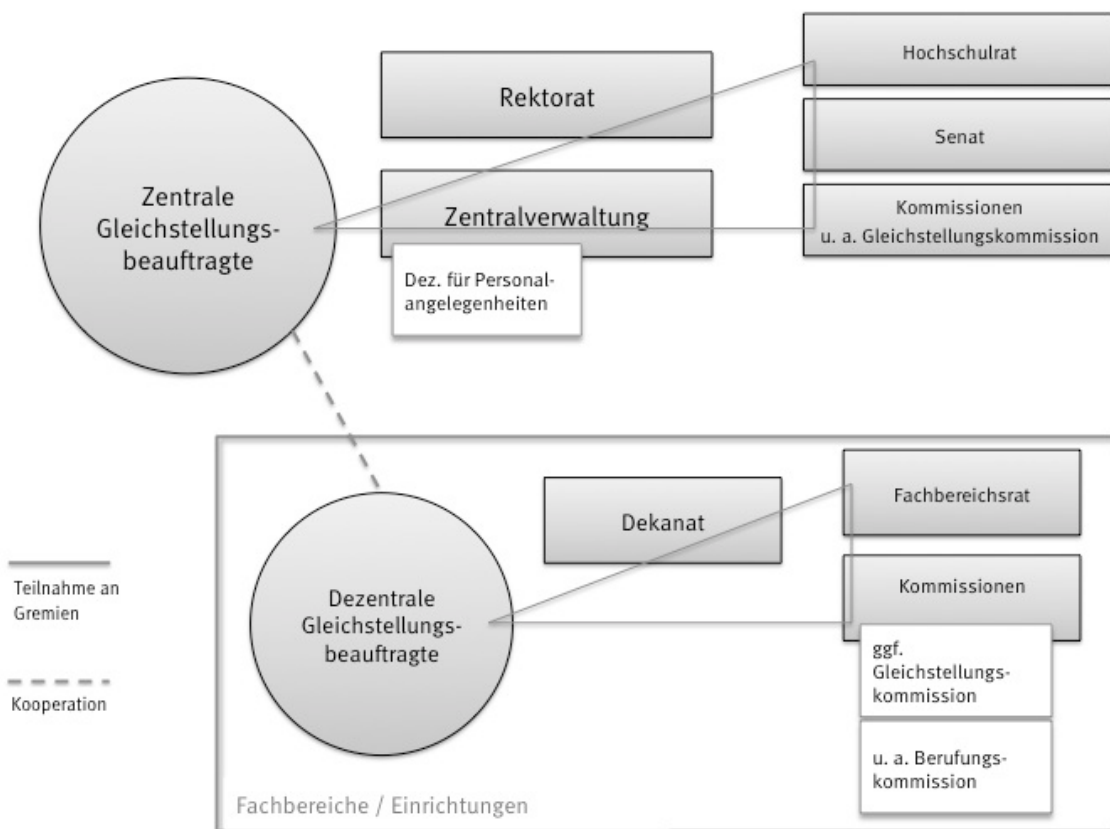 Zentrale
Gleichstellungs-
beauftragte
Rektorat
Zentralverwaltung
Dez. für Personal-
angelegenheiten
Hochschulrat
Senat
Kommissionen
u. a. Gleichstellungskommission
Teilnahme an
Gremien
Kooperation
Dezentrale
Gleichstellungs-
beauftragte
Dekanat
Fachbereichsrat
Kommissionen
ggf.
Gleichstellungs-
kommission
u. a. Berufungs-
kommission
Fachbereiche / Einrichtungen